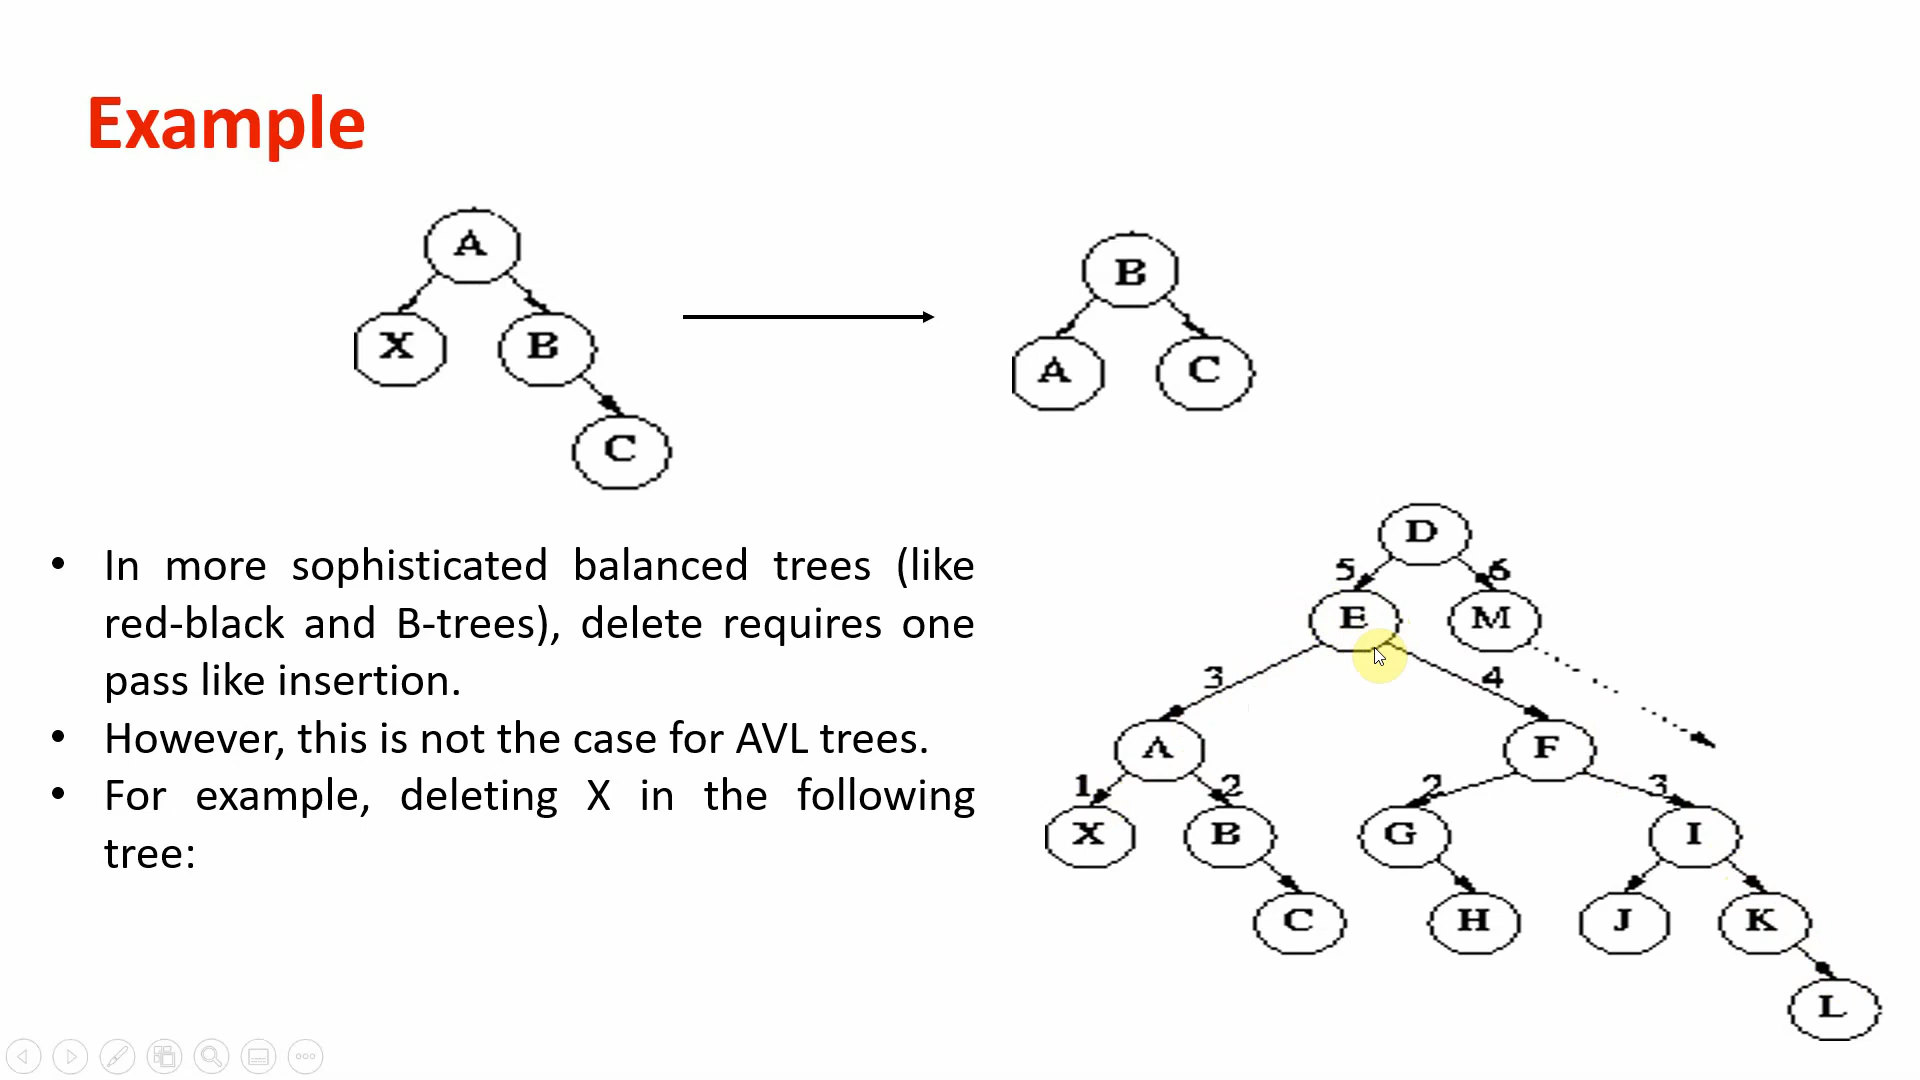 Example
A
X B
C
B
A C
• In more sophisticated balanced trees (like
red-black and B-trees), delete requires one
pass like insertion.
• However, this is not the case for AVL trees.
• For example, deleting X in the following
tree:
D
5 6
E M
3 4
A F
1 2 2 3
X B G I
C H J K
L